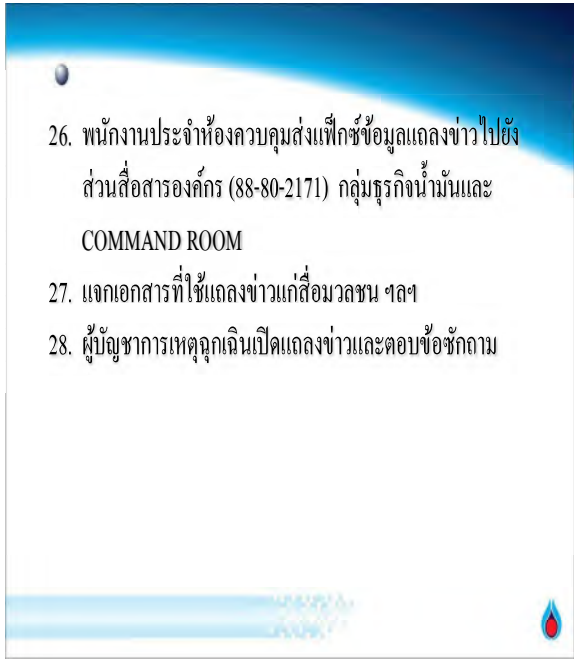 26. พนักงานประจำห้องควบคุมส่งแฟ็กซ์ข้อมูลแถลงข่าวไปยัง
ส่วนสื่อสารองค์กร (88-80-2171) กลุ่มธุรกิจน้ำมันและ
COMMAND ROOM
27. แจกเอกสารที่ใช้แถลงข่าวแก่สื่อมวลชน ฯลฯ
28. ผู้บัญชาการเหตุฉุกเฉินเปิดแถลงข่าวและตอบข้อซักถาม